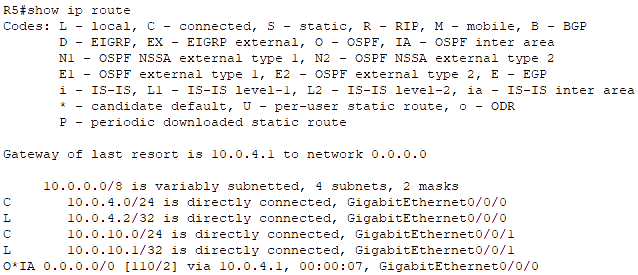 R5#show ip route
Codes: L - local, C - connected, S - static, R - RIP, M - mobile, B - BGP
D - EIGRP, EX - EIGRP external, O - OSPF, IA - OSPF inter area
N1 - OSPF NSSA external type 1, N2 - OSPF NSSA external type 2
E1 - OSPF external type 1, E2 - OSPF external type 2, E - EGP
i - IS-IS, L1 - IS-IS level-1, L2 - IS-IS level-2, ia - IS-IS inter area
* - candidate default, U - per-user static route, o - ODR
P - periodic downloaded static route
Gateway of last resort is 10.0.4.1 to network 0.0.0.0
10.0.0.0/8 is variably subnetted, 4 subnets, 2 masks
C 10.0.4.0/24 is directly connected, GigabitEthernet0/0/0
L 10.0.4.2/32 is directly connected, GigabitEthernet0/0/0
C 10.0.10.0/24 is directly connected, GigabitEthernet0/0/1
L 10.0.10.1/32 is directly connected, GigabitEthernet0/0/1
O*IA 0.0.0.0/0 [110/2] via 10.0.4.1, 00:00:07, GigabitEthernet0/0/0